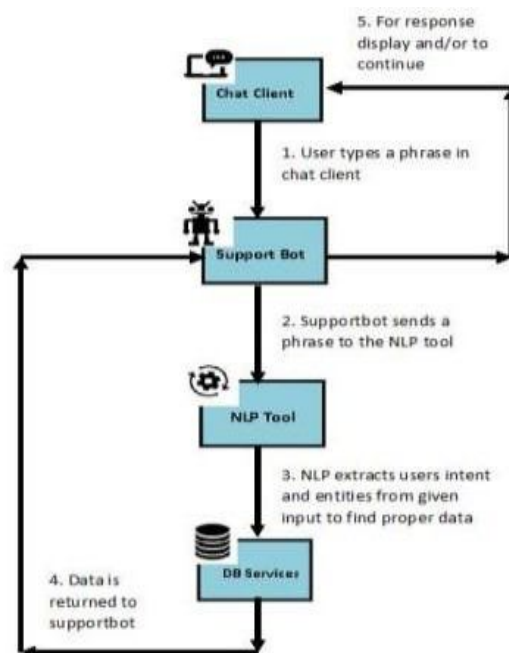 5. For response
display and/or to
continue
Chat Client
1. User types a phrase in
chat client
Support Bot
2. Supportbot sends a
phrase to the NLP tool
NLP Tool
3. NLP extracts users intent
and entities from given
input to find proper data
DB Services
4. Data is
returned to
supportbot